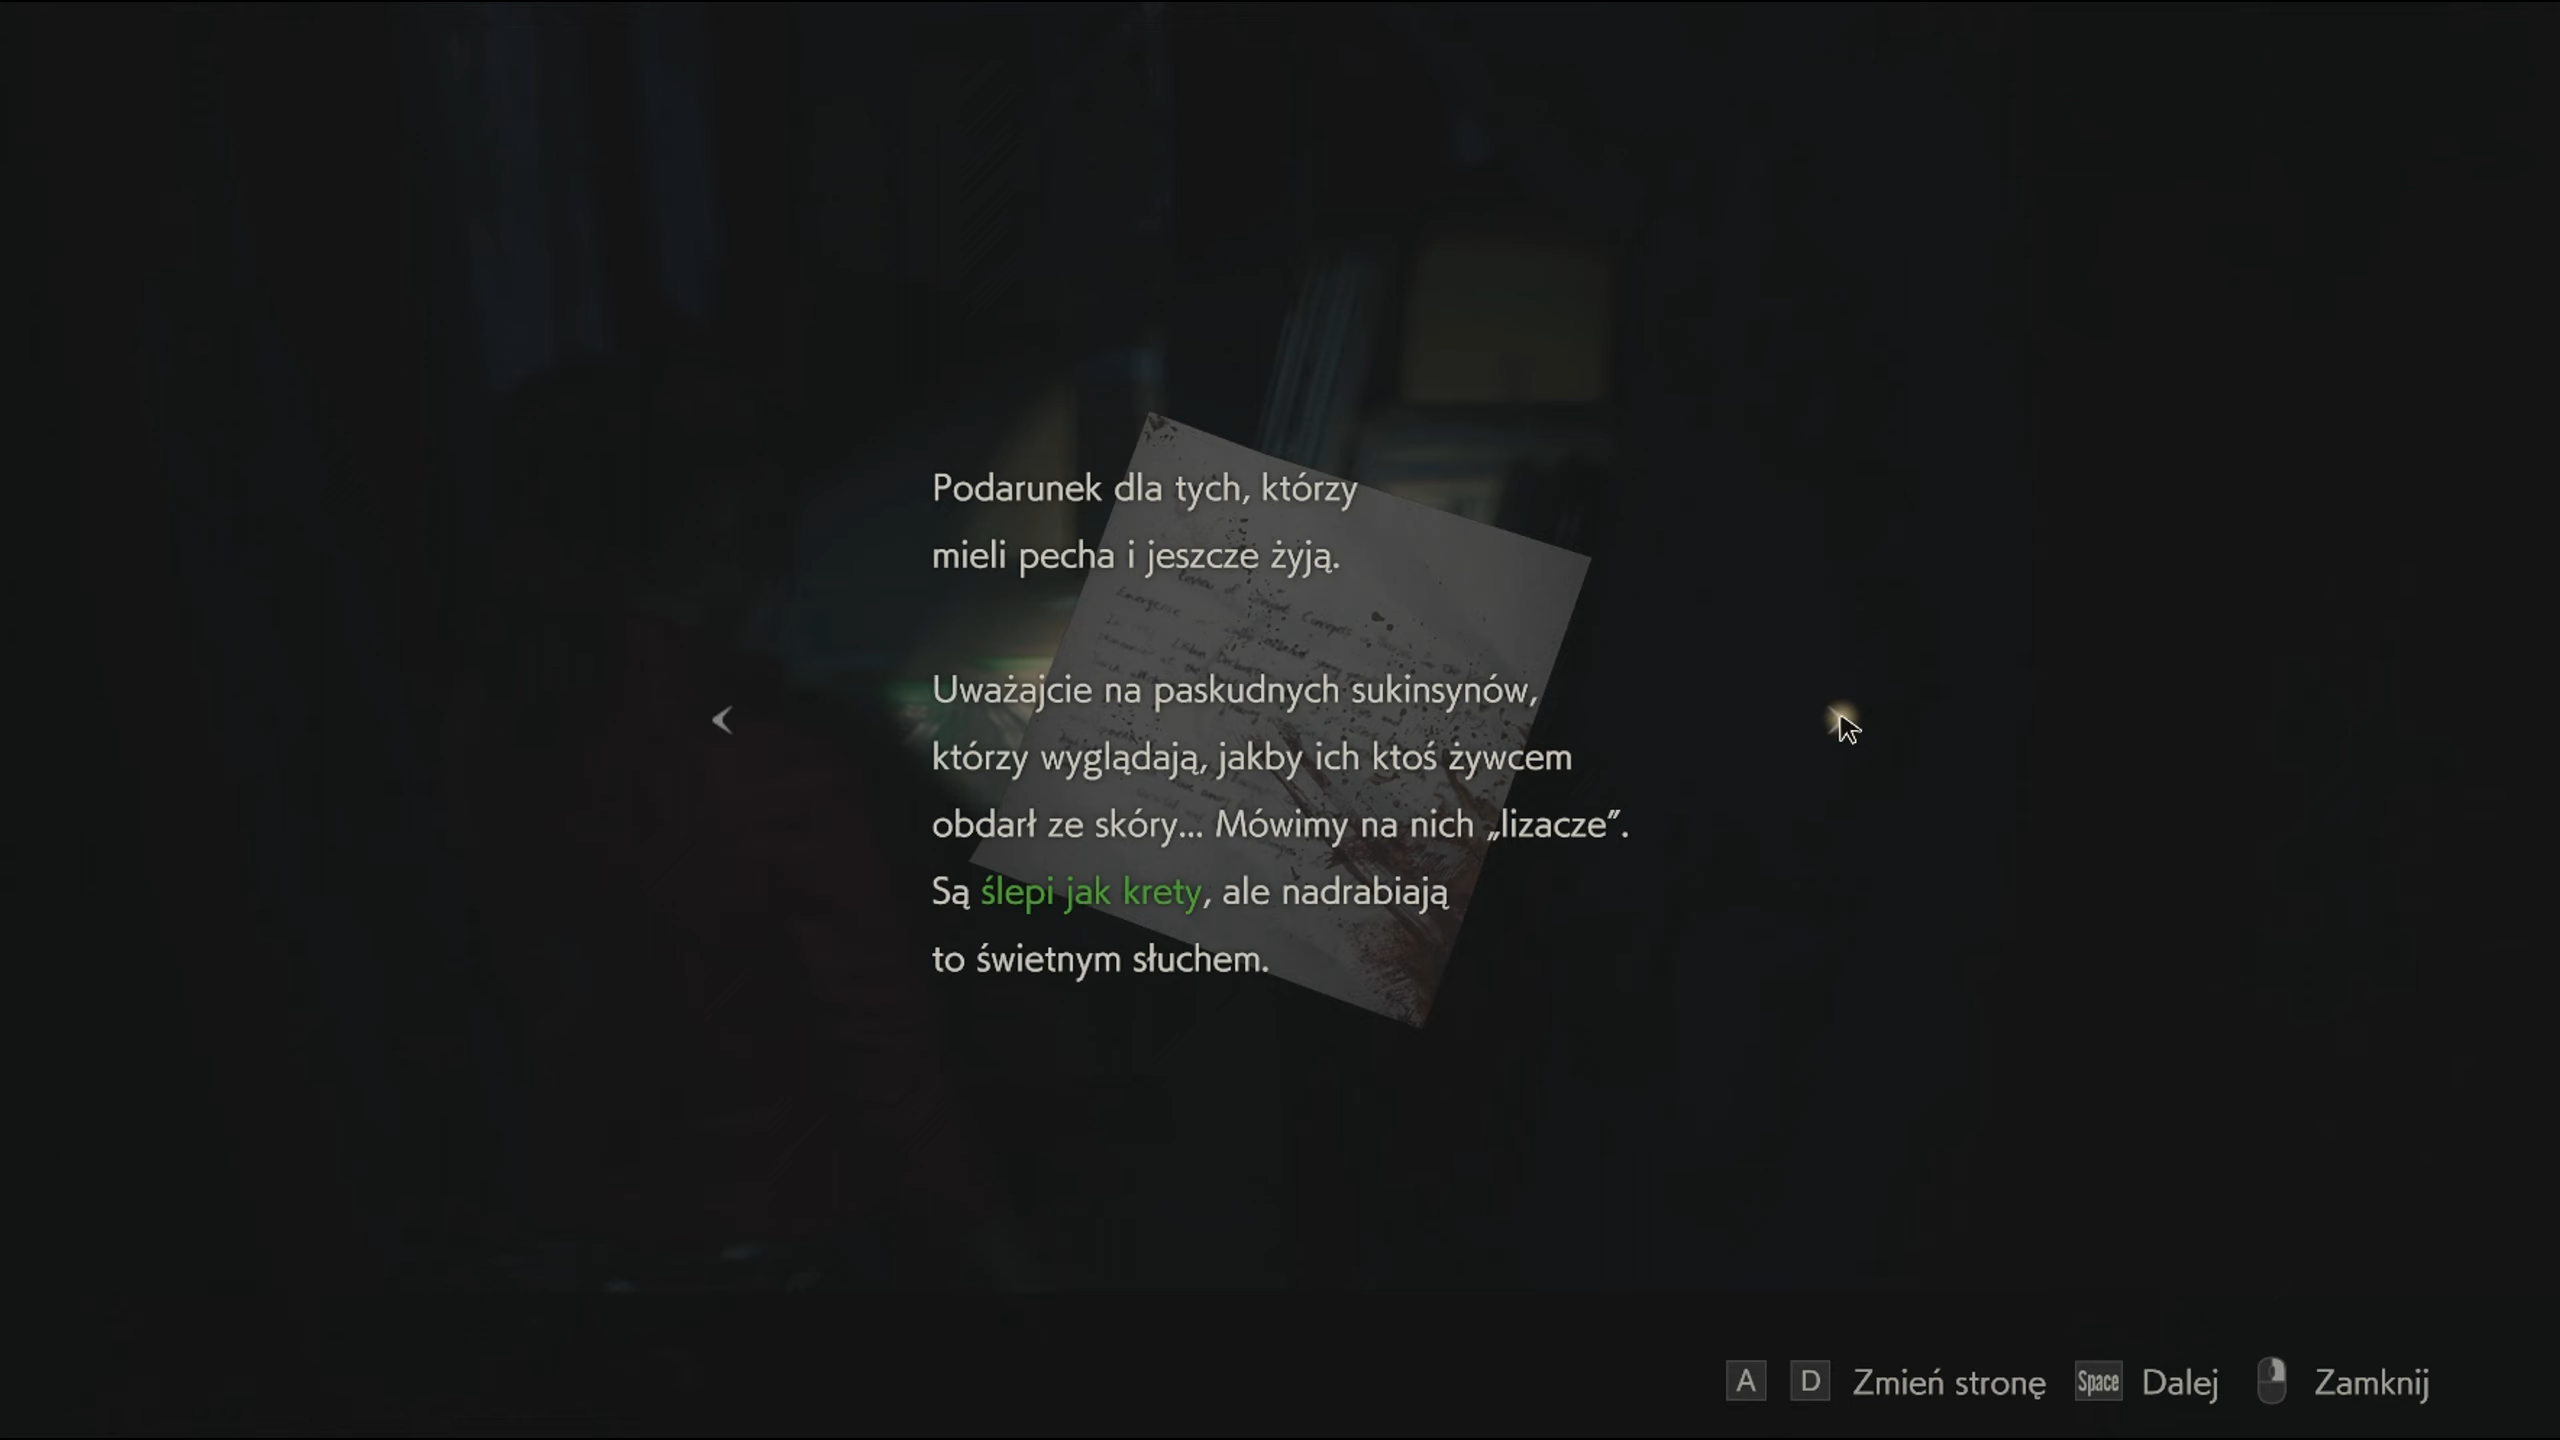 Podarunek dla tych, którzy
mieli pecha i jeszcze żyją.
Uważajcie na paskudnych sukinsynów,
którzy wyglądają, jakby ich ktoś żywcem
obdarł ze skóry... Mówimy na nich „lizacze”.
Są ślepi jak krety, ale nadrabiają
to świetnym słuchem.
A D Zmień stronę Space Dalej Zamknij